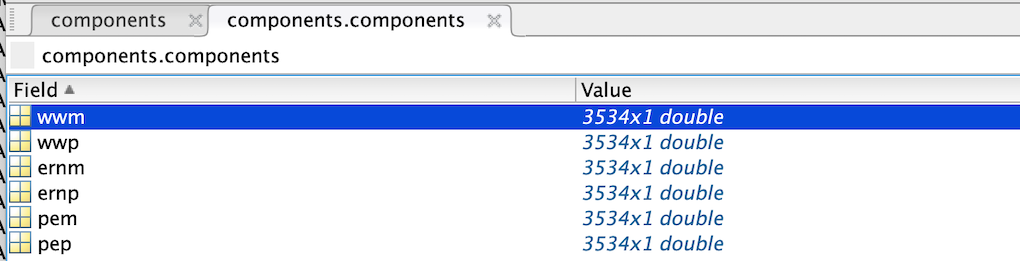 components components.components
components.components
Field Value
wwm 3534x1 double
wwp 3534x1 double
ernm 3534x1 double
ernp 3534x1 double
pem 3534x1 double
pep 3534x1 double